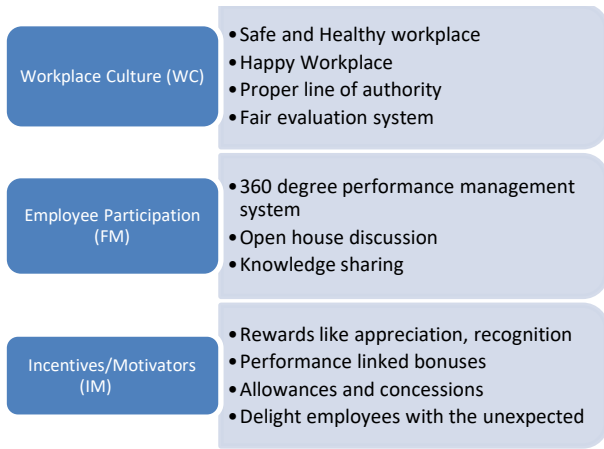 Workplace Culture (WC)
• Safe and Healthy workplace
• Happy Workplace
• Proper line of authority
• Fair evaluation system
Employee Participation
(FM)
• 360 degree performance management
system
• Open house discussion
• Knowledge sharing
Incentives/Motivators
(IM)
• Rewards like appreciation, recognition
• Performance linked bonuses
• Allowances and concessions
• Delight employees with the unexpected